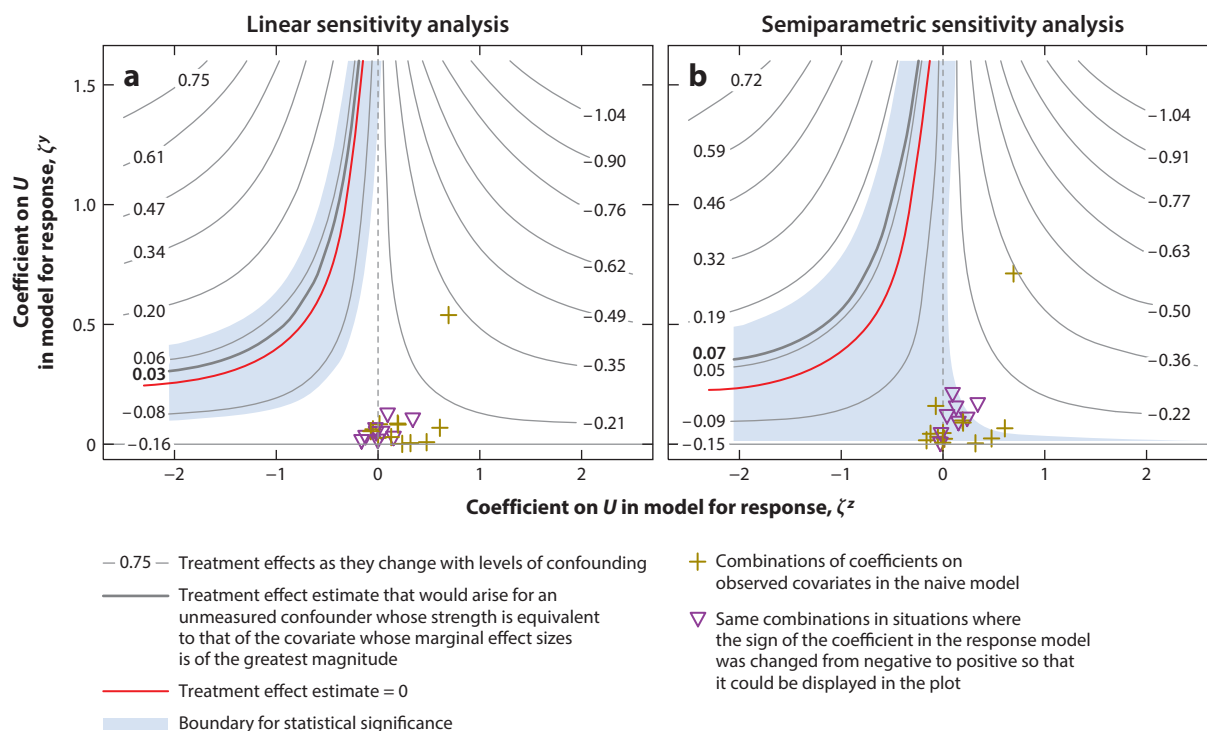 Linear sensitivity analysis
Semiparametric sensitivity analysis
Coefficient on U
in model for response, ζʸ
a
1.5
1.0
0.5
0
0.75
0.61
0.47
0.34
0.20
0.06
0.03
−0.08
−0.16
−1.04
−0.90
−0.76
−0.62
−0.49
−0.35
−0.21
−2
−1
0
1
2
b
0.72
0.59
0.46
0.32
0.19
0.07
0.05
−0.09
−0.15
−1.04
−0.91
−0.77
−0.63
−0.50
−0.36
−0.22
−2
−1
0
1
2
Coefficient on U in model for response, ζᶻ
0.75
Treatment effects as they change with levels of confounding
Treatment effect estimate that would arise for an
unmeasured confounder whose strength is equivalent
to that of the covariate whose marginal effect sizes
is of the greatest magnitude
Treatment effect estimate = 0
Boundary for statistical significance
Combinations of coefficients on
observed covariates in the naive model
Same combinations in situations where
the sign of the coefficient in the response model
was changed from negative to positive so that
it could be displayed in the plot